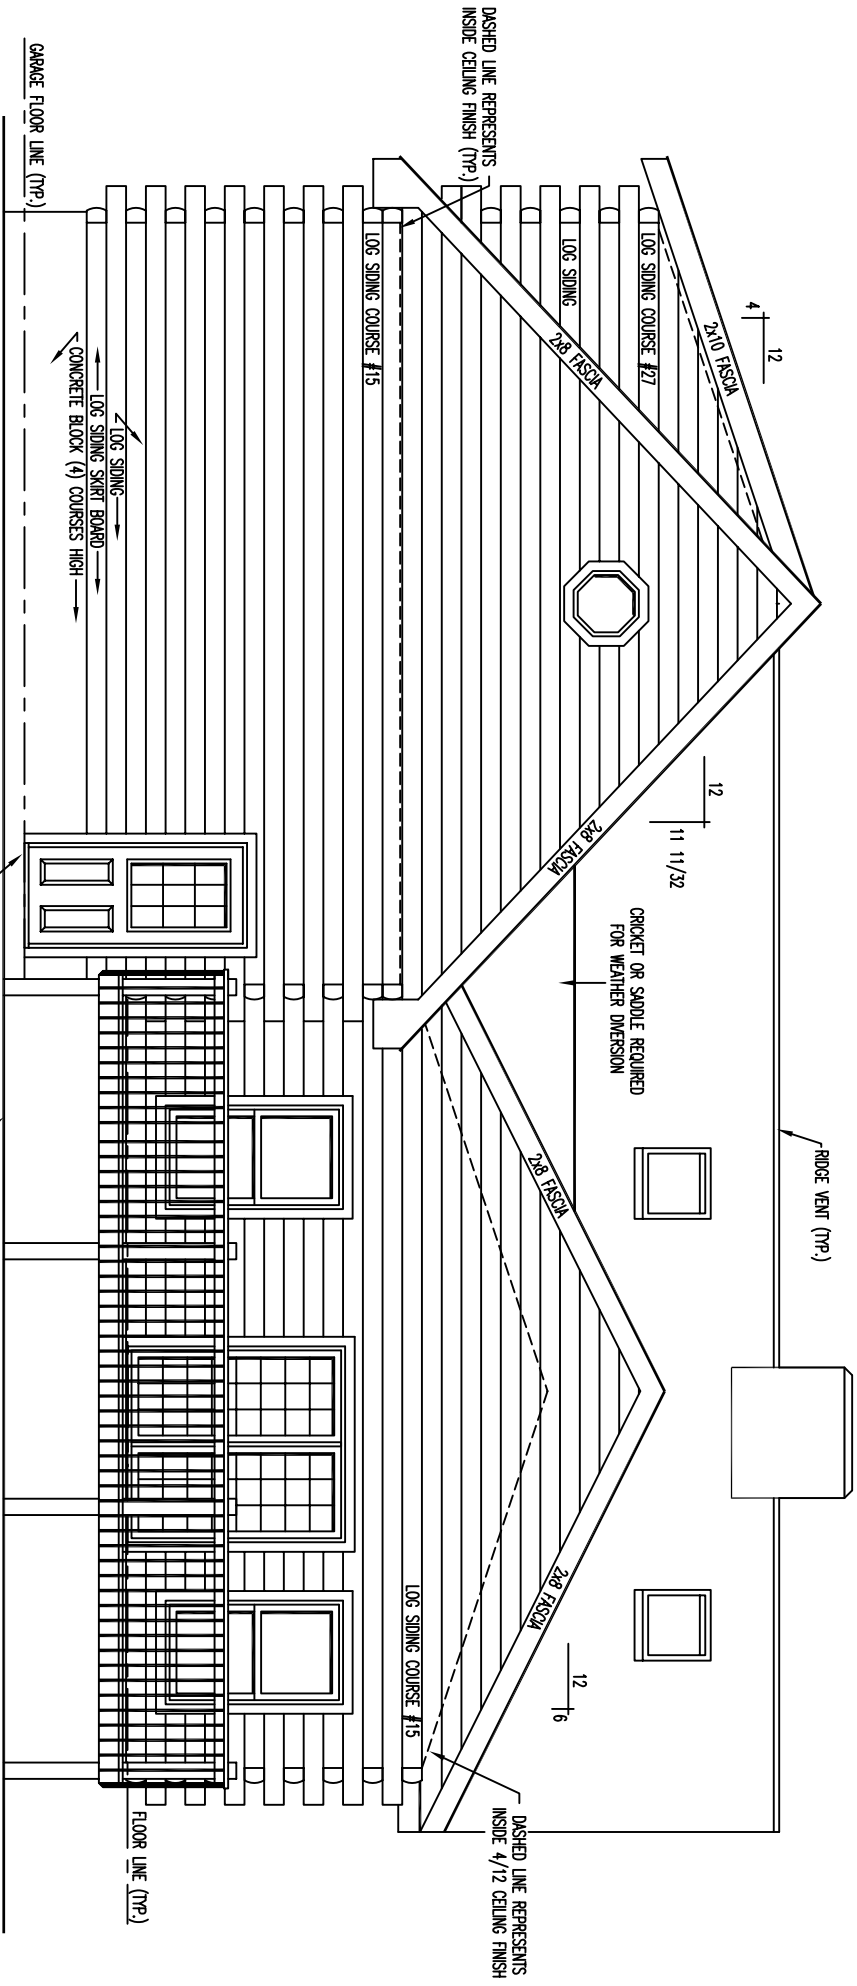 RIDGE VENT (TYP.)
12
4
2x10 FASCIA
12
11 11/32
CRICKET OR SADDLE REQUIRED
FOR WEATHER DIVERSION
LOG SIDING COURSE #27
LOG SIDING
2x8 FASCIA
2x8 FASCIA
2x8 FASCIA
2x8 FASCIA
12
6
DASHED LINE REPRESENTS
INSIDE CEILING FINISH (TYP.)
DASHED LINE REPRESENTS
INSIDE 4/12 CEILING FINISH
LOG SIDING COURSE #15
LOG SIDING COURSE #15
LOG SIDING
LOG SIDING SKIRT BOARD
CONCRETE BLOCK (4) COURSES HIGH
FLOOR LINE (TYP.)
GARAGE FLOOR LINE (TYP.)